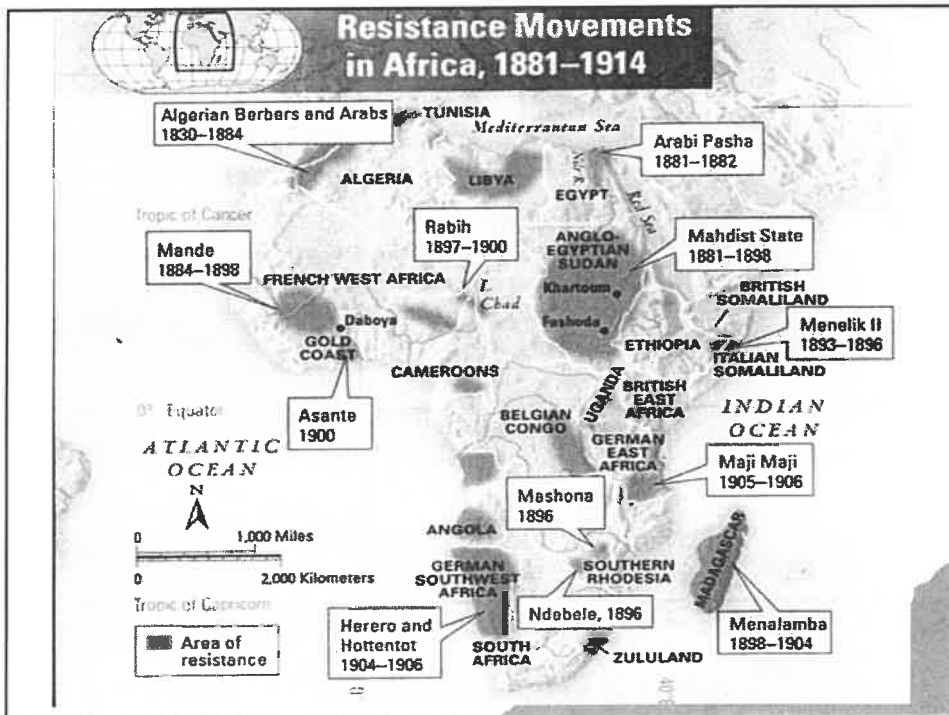 Resistance Movements
in Africa, 1881–1914
Algerian Berbers and Arabs
1830–1884
TUNISIA
Mediterranean Sea
Arabi Pasha
1881–1882
ALGERIA
LIBYA
Nile R.
EGYPT
Red Sea
Tropic of Cancer
Rabih
1897–1900
ANGLO-
EGYPTIAN
SUDAN
Mahdist State
1881–1898
Mande
1884–1898
FRENCH WEST AFRICA
L.
Chad
Khartoum
BRITISH
SOMALILAND
Daboya
Fashoda
Menelik II
1893–1896
GOLD
COAST
ETHIOPIA
ITALIAN
SOMALILAND
CAMEROONS
UGANDA
BRITISH
EAST
AFRICA
0° Equator
Asante
1900
BELGIAN
CONGO
INDIAN
OCEAN
ATLANTIC
OCEAN
GERMAN
EAST
AFRICA
Maji Maji
1905–1906
N
Mashona
1896
0 1,000 Miles
ANGOLA
0 2,000 Kilometers
GERMAN
SOUTHWEST
AFRICA
SOUTHERN
RHODESIA
MADAGASCAR
Tropic of Capricorn
Ndebele, 1896
Menalamba
1898–1904
Area of
resistance
Herero and
Hottentot
1904–1906
SOUTH
AFRICA
ZULULAND